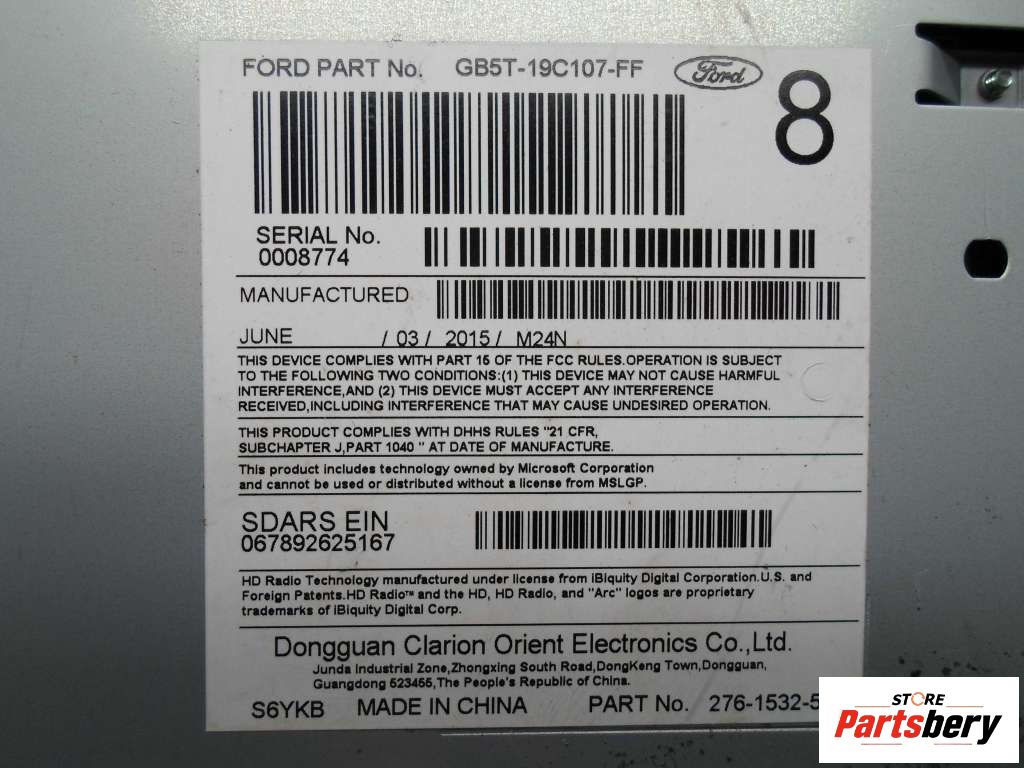 FORD PART No. GB5T-19C107-FF Ford
8
SERIAL No.
0008774
MANUFACTURED
JUNE / 03 / 2015 / M24N
THIS DEVICE COMPLIES WITH PART 15 OF THE FCC RULES.OPERATION IS SUBJECT
TO THE FOLLOWING TWO CONDITIONS:(1) THIS DEVICE MAY NOT CAUSE HARMFUL
INTERFERENCE,AND (2) THIS DEVICE MUST ACCEPT ANY INTERFERENCE
RECEIVED,INCLUDING INTERFERENCE THAT MAY CAUSE UNDESIRED OPERATION.
THIS PRODUCT COMPLIES WITH DHHS RULES "21 CFR,
SUBCHAPTER J,PART 1040 " AT DATE OF MANUFACTURE.
This product includes technology owned by Microsoft Corporation
and cannot be used or distributed without a license from MSLGP.
SDARS EIN
067892625167
HD Radio Technology manufactured under license from iBiquity Digital Corporation.U.S. and
Foreign Patents.HD Radio™ and the HD, HD Radio, and "Arc" logos are proprietary
trademarks of iBiquity Digital Corp.
Dongguan Clarion Orient Electronics Co.,Ltd.
Junda Industrial Zone,Zhongxing South Road,DongKeng Town,Dongguan,
Guangdong 523455,The People's Republic of China.
S6YKB MADE IN CHINA PART No. 276-1532-5
STORE
Partsbery